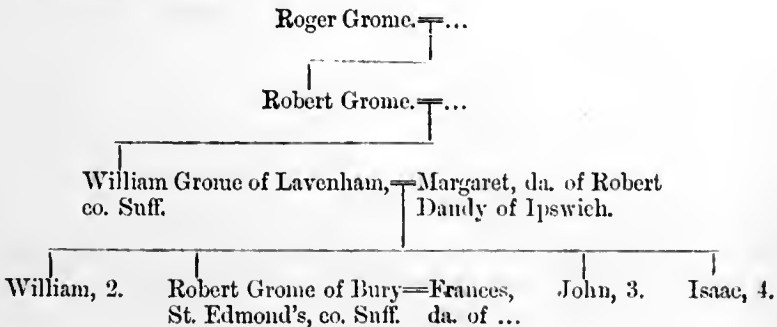 Roger Grome.=...
Robert Grome.=...
William Grome of Lavenham,=Margaret, da. of Robert
co. Suff. Dandy of Ipswich.
William, 2. Robert Grome of Bury=Frances, John, 3. Isaac, 4.
St. Edmond's, co. Suff. da. of ...